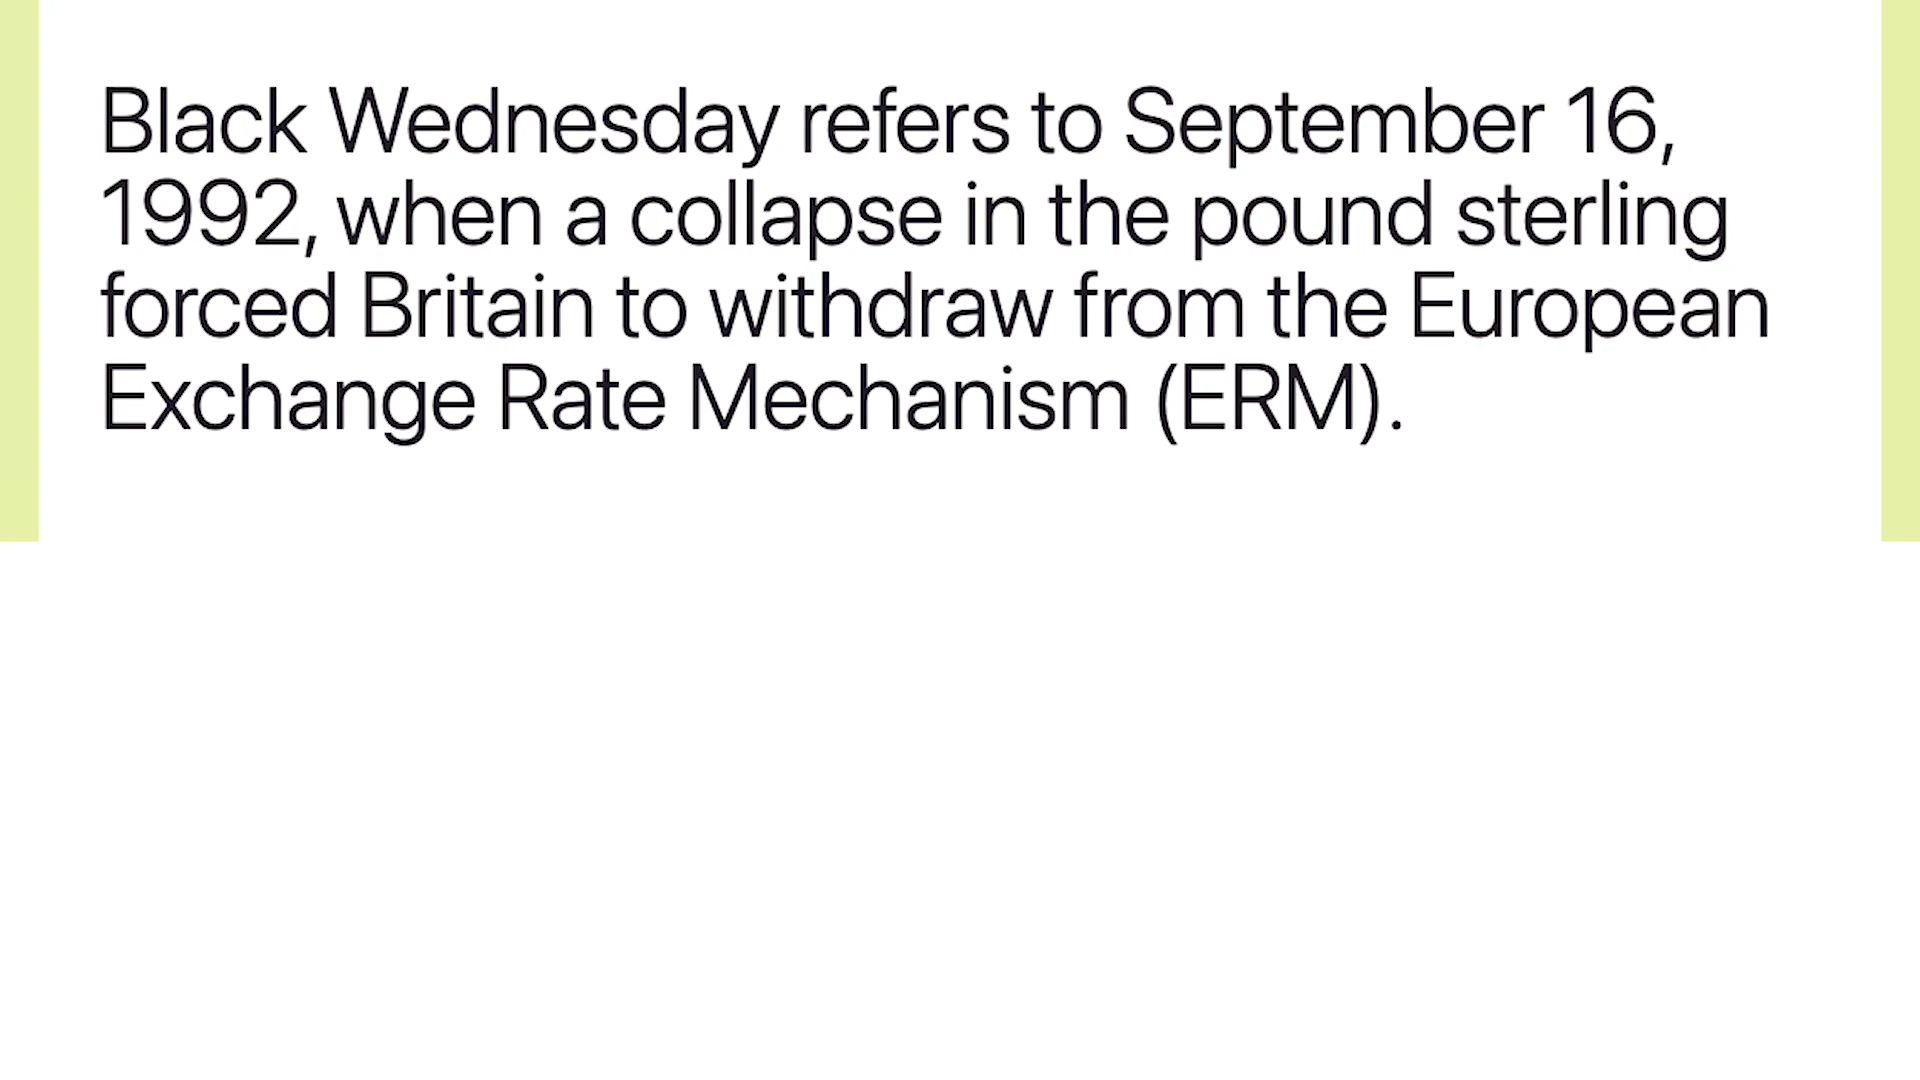 Black Wednesday refers to September 16,
1992, when a collapse in the pound sterling
forced Britain to withdraw from the European
Exchange Rate Mechanism (ERM).